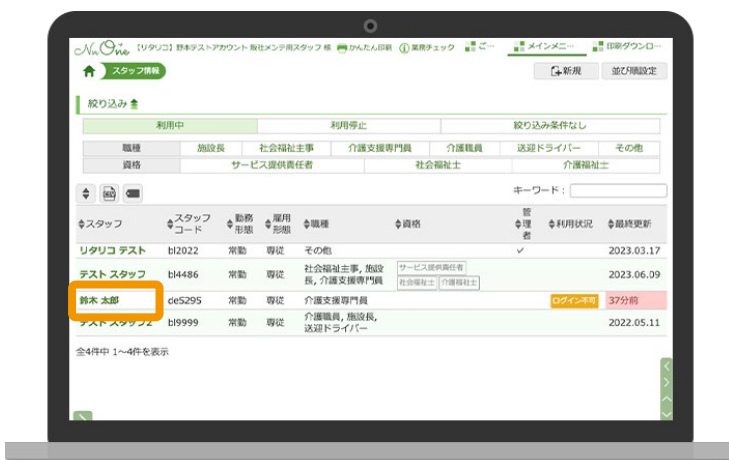 NuOne 【リタリコ】野本テストアカウント 販社メンテ用スタッフ 様 かんたん印刷 業務チェック ご… メインメニ… 印刷ダウンロ…
スタッフ情報 新規 並び順設定
絞り込み
利用中 利用停止 絞り込み条件なし
職種 施設長 社会福祉主事 介護支援専門員 介護職員 送迎ドライバー その他
資格 サービス提供責任者 社会福祉士 介護福祉士
キーワード：
スタッフ スタッフコード 勤務形態 雇用形態 職種 資格 管理者 利用状況 最終更新
リタリコ テスト bl2022 常勤 専従 その他 ✓ 2023.03.17
テスト スタッフ bl4486 常勤 専従 社会福祉主事, 施設長, 介護支援専門員 サービス提供責任者 社会福祉士 介護福祉士 2023.06.09
鈴木 太郎 de5295 常勤 専従 介護支援専門員 ログイン不可 37分前
テスト スタッフ2 bl9999 常勤 専従 介護職員, 施設長, 送迎ドライバー 2022.05.11
全4件中 1～4件を表示